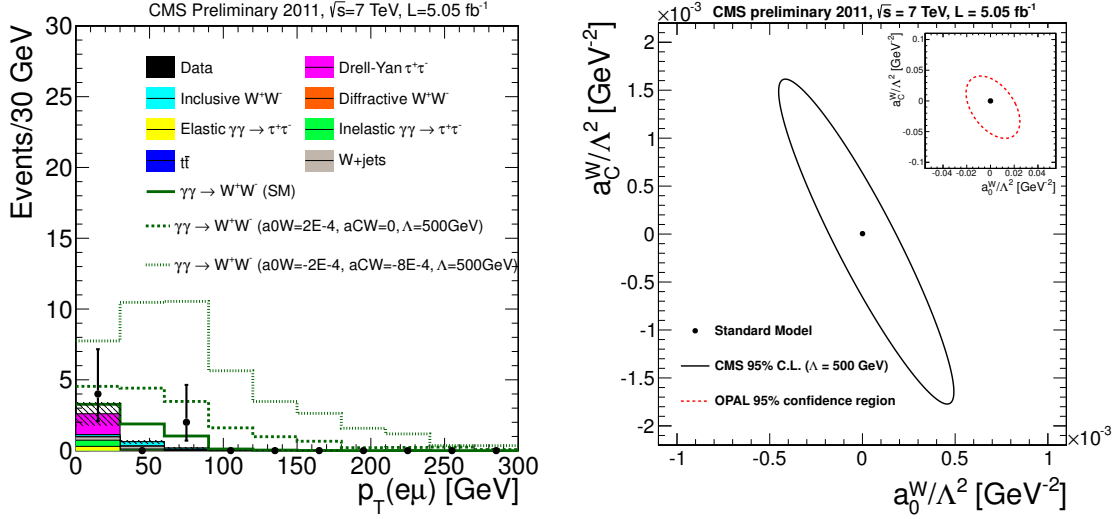 CMS Preliminary 2011, √s=7 TeV, L=5.05 fb⁻¹
Events/30 GeV
30
25
20
15
10
5
0
Data
Drell-Yan τ⁺τ⁻
Inclusive W⁺W⁻
Diffractive W⁺W⁻
Elastic γγ → τ⁺τ⁻
Inelastic γγ → τ⁺τ⁻
tt̄
W+jets
γγ → W⁺W⁻ (SM)
γγ → W⁺W⁻ (a0W=2E-4, aCW=0, Λ=500GeV)
γγ → W⁺W⁻ (a0W=-2E-4, aCW=-8E-4, Λ=500GeV)
0 50 100 150 200 250 300
p_T(eμ) [GeV]
CMS preliminary 2011, √s = 7 TeV, L = 5.05 fb⁻¹
×10⁻³
a_C^W/Λ² [GeV⁻²]
2
1.5
1
0.5
0
-0.5
-1
-1.5
-2
a_C^W/Λ² [GeV⁻²]
0.1
0.05
0
-0.05
-0.1
-0.04 -0.02 0 0.02 0.04
a_0^W/Λ² [GeV⁻²]
Standard Model
CMS 95% C.L. (Λ = 500 GeV)
OPAL 95% confidence region
-1 -0.5 0 0.5 1
×10⁻³
a_0^W/Λ² [GeV⁻²]